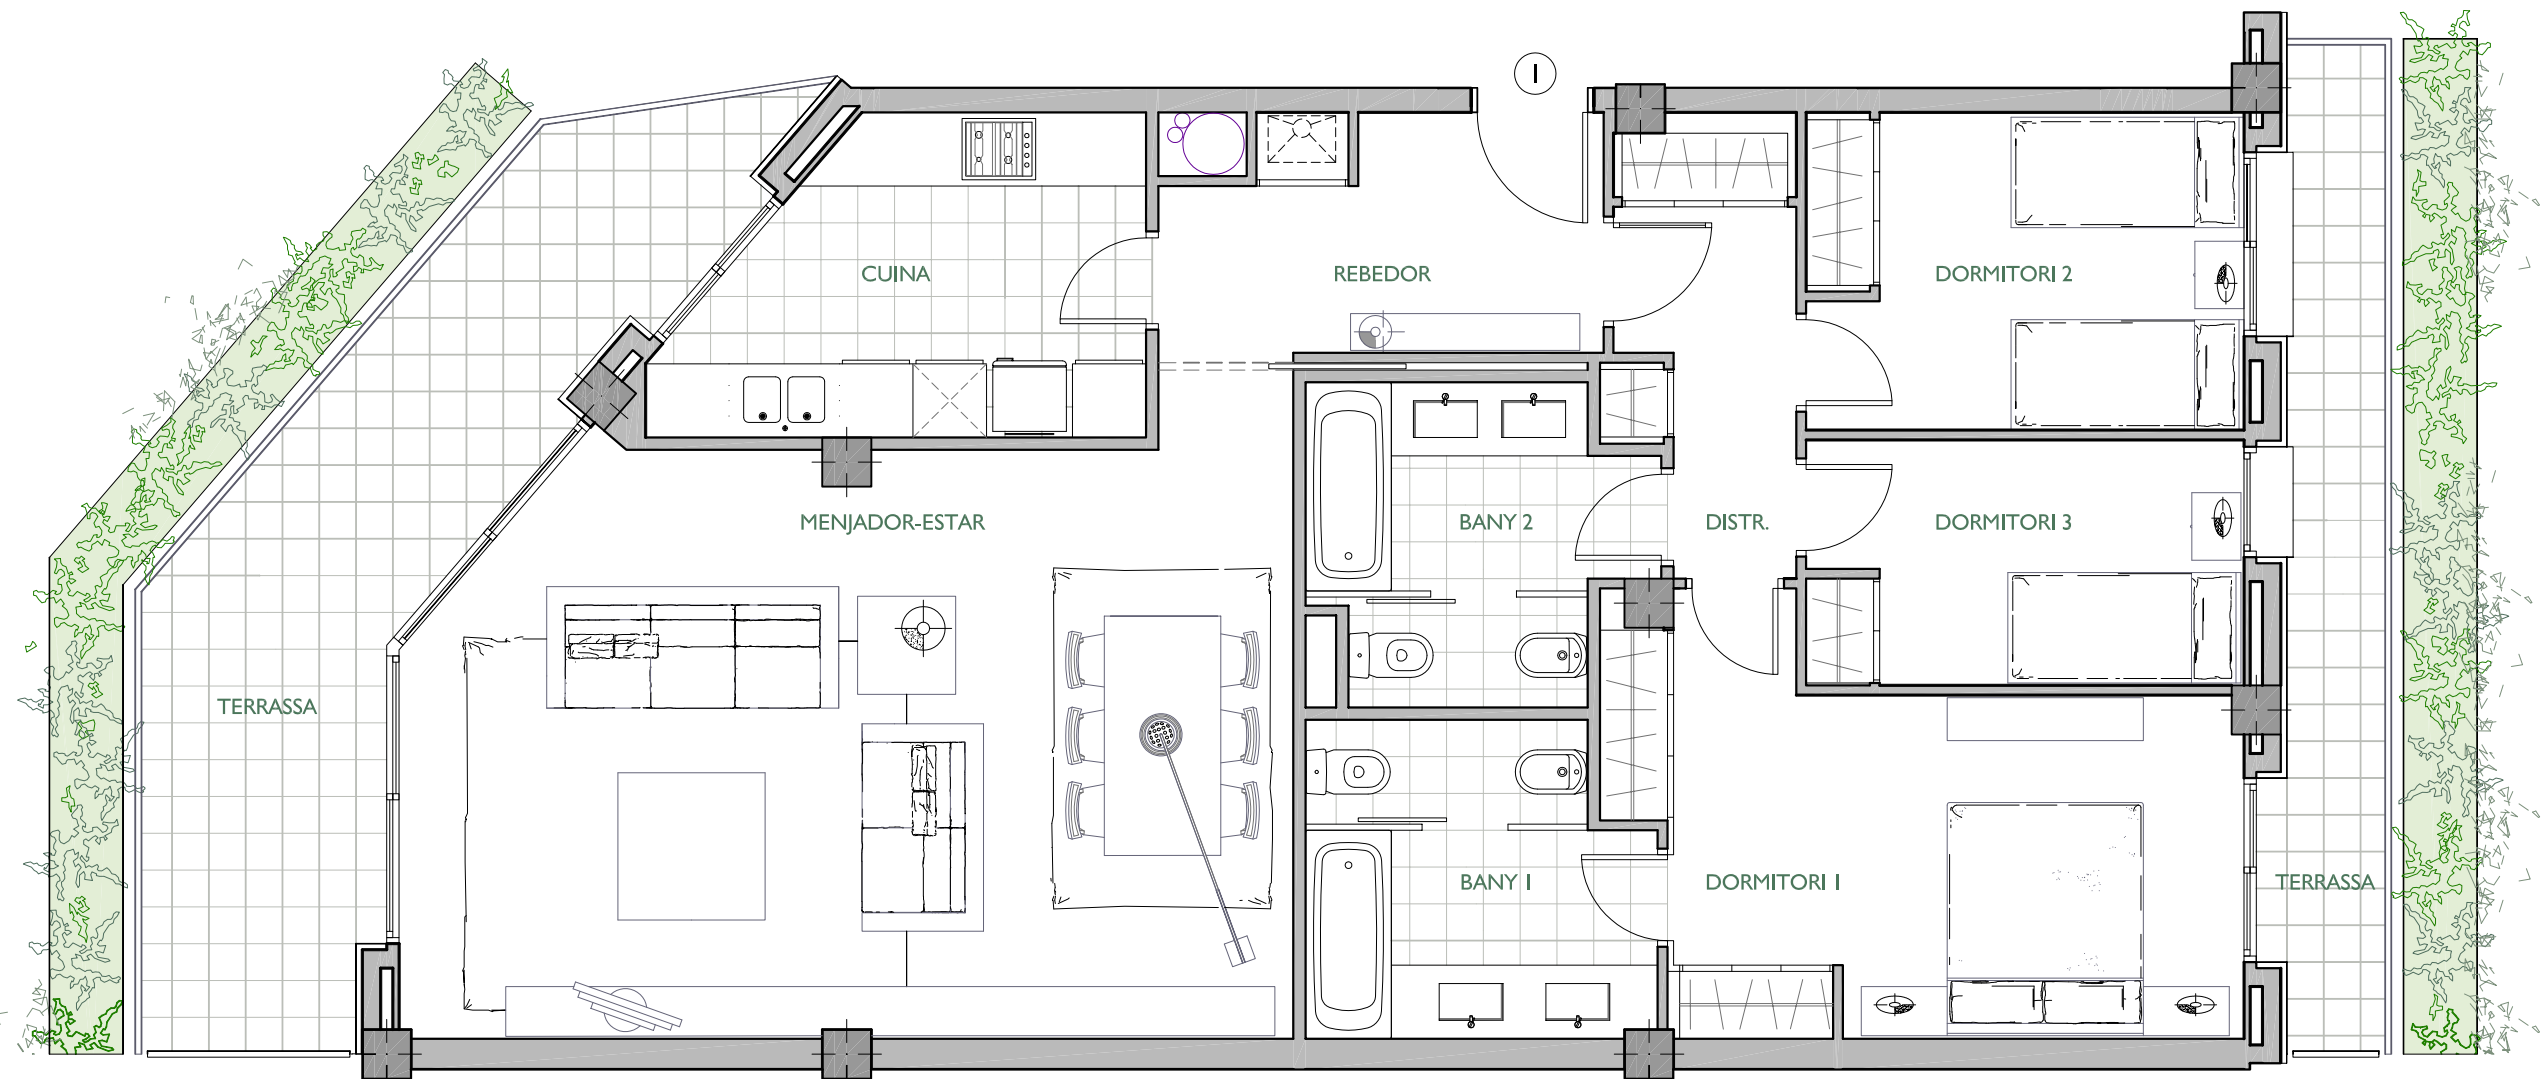 1
CUINA
REBEDOR
DORMITORI 2
MENJADOR-ESTAR
BANY 2
DISTR.
DORMITORI 3
TERRASSA
BANY 1
DORMITORI 1
TERRASSA